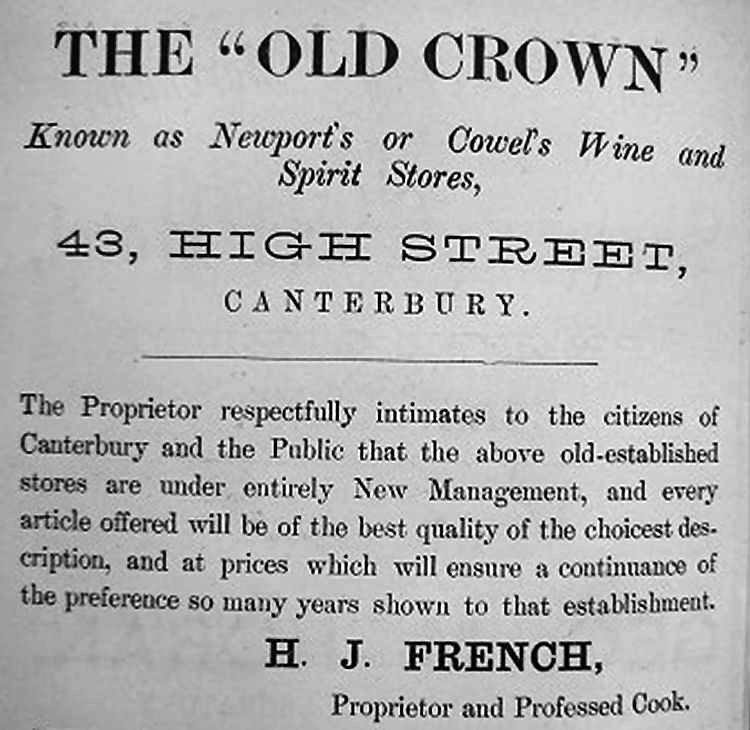 THE “OLD CROWN”
Known as Newport's or Cowel's Wine and
Spirit Stores,
43, HIGH STREET,
CANTERBURY.
The Proprietor respectfully intimates to the citizens of
Canterbury and the Public that the above old-established
stores are under entirely New Management, and every
article offered will be of the best quality of the choicest des-
cription, and at prices which will ensure a continuance of
the preference so many years shown to that establishment.
H. J. FRENCH,
Proprietor and Professed Cook.